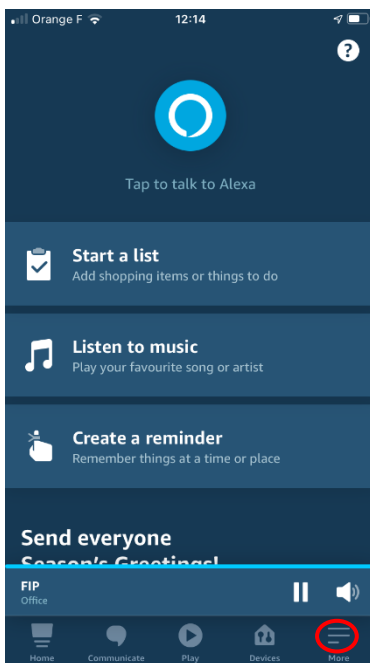 Orange F 12:14
?
Tap to talk to Alexa
Start a list
Add shopping items or things to do
Listen to music
Play your favourite song or artist
Create a reminder
Remember things at a time or place
Send everyone
Season's Greetings!
FIP
Office
Home Communicate Play Devices More